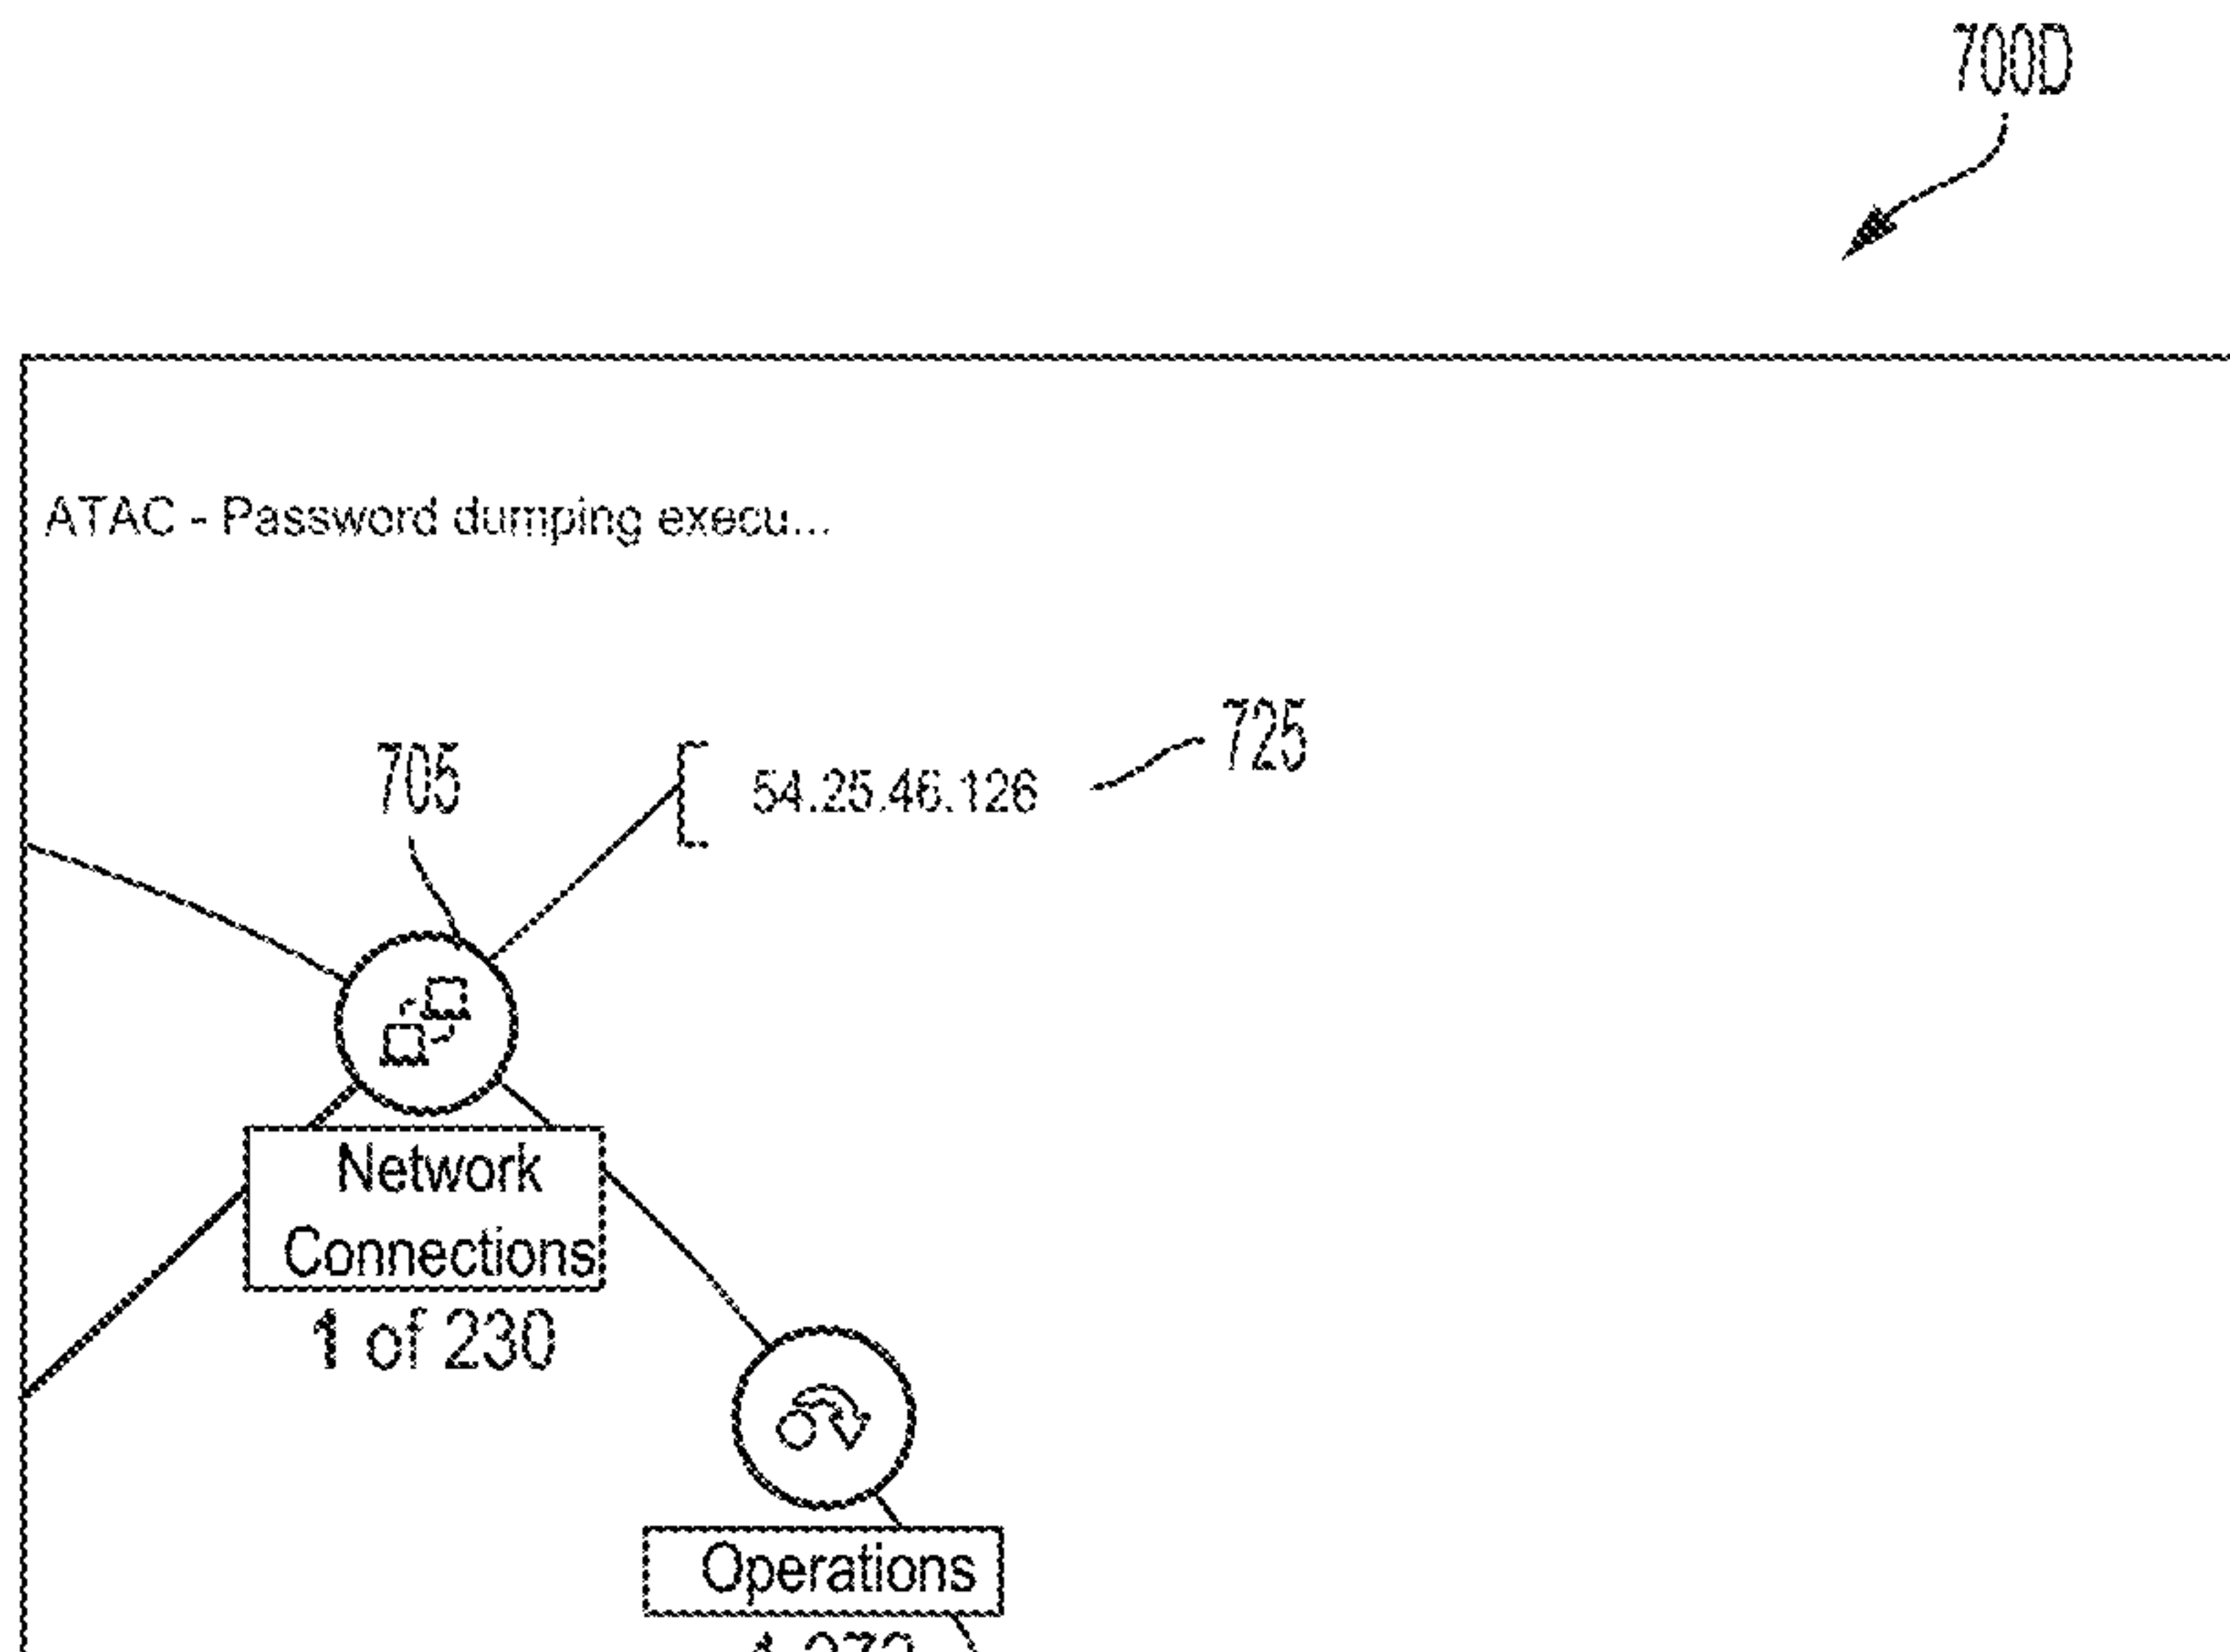 700D
ATAC - Password dumping execu...
725
705
54.25.46.126
Network
Connections
1 of 230
Operations